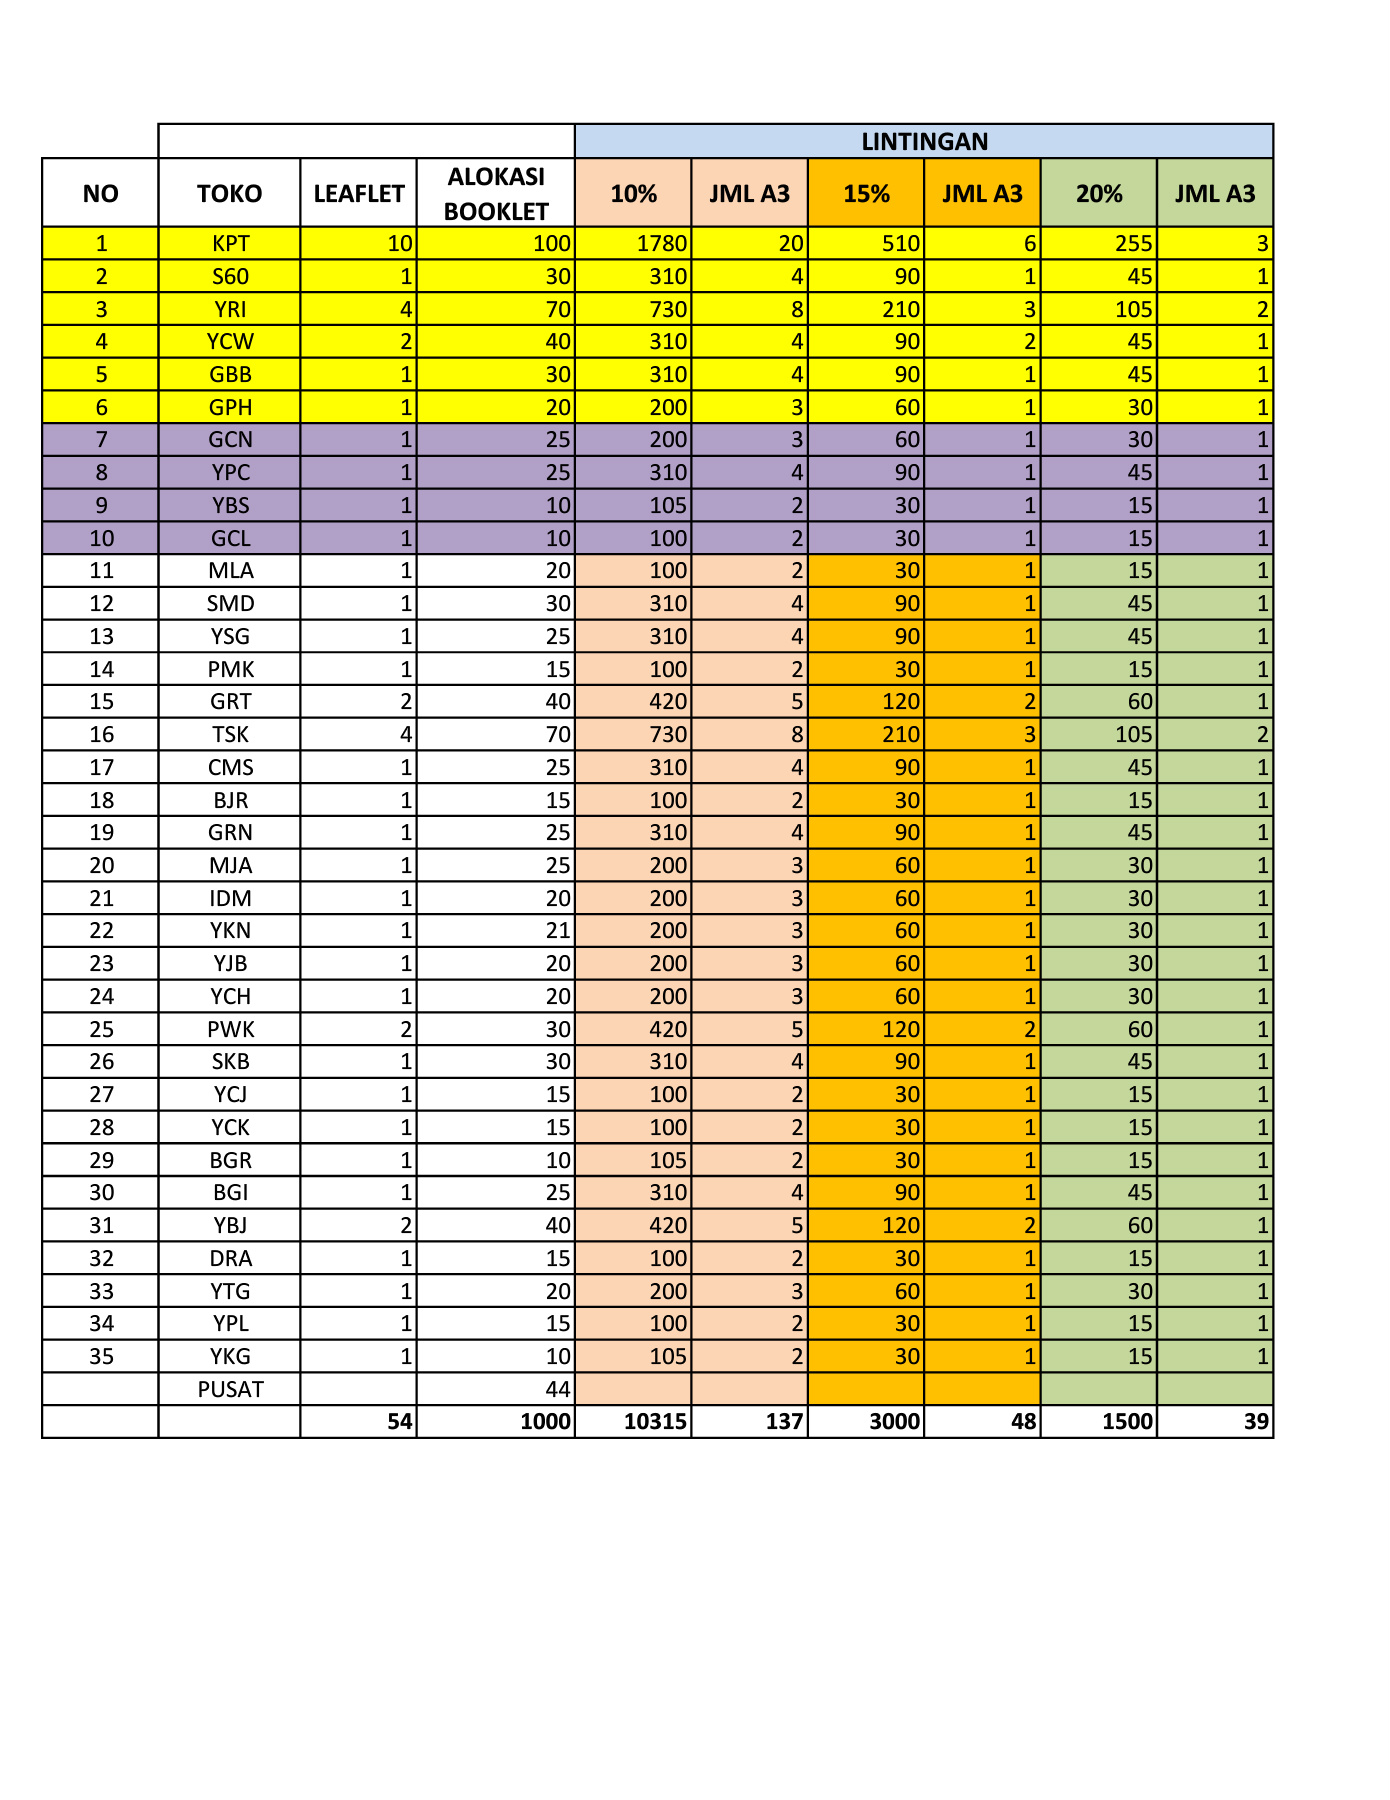 LINTINGAN
NO TOKO LEAFLET ALOKASI BOOKLET 10% JML A3 15% JML A3 20% JML A3
1 KPT 10 100 1780 20 510 6 255 3
2 S60 1 30 310 4 90 1 45 1
3 YRI 4 70 730 8 210 3 105 2
4 YCW 2 40 310 4 90 2 45 1
5 GBB 1 30 310 4 90 1 45 1
6 GPH 1 20 200 3 60 1 30 1
7 GCN 1 25 200 3 60 1 30 1
8 YPC 1 25 310 4 90 1 45 1
9 YBS 1 10 105 2 30 1 15 1
10 GCL 1 10 100 2 30 1 15 1
11 MLA 1 20 100 2 30 1 15 1
12 SMD 1 30 310 4 90 1 45 1
13 YSG 1 25 310 4 90 1 45 1
14 PMK 1 15 100 2 30 1 15 1
15 GRT 2 40 420 5 120 2 60 1
16 TSK 4 70 730 8 210 3 105 2
17 CMS 1 25 310 4 90 1 45 1
18 BJR 1 15 100 2 30 1 15 1
19 GRN 1 25 310 4 90 1 45 1
20 MJA 1 25 200 3 60 1 30 1
21 IDM 1 20 200 3 60 1 30 1
22 YKN 1 21 200 3 60 1 30 1
23 YJB 1 20 200 3 60 1 30 1
24 YCH 1 20 200 3 60 1 30 1
25 PWK 2 30 420 5 120 2 60 1
26 SKB 1 30 310 4 90 1 45 1
27 YCJ 1 15 100 2 30 1 15 1
28 YCK 1 15 100 2 30 1 15 1
29 BGR 1 10 105 2 30 1 15 1
30 BGI 1 25 310 4 90 1 45 1
31 YBJ 2 40 420 5 120 2 60 1
32 DRA 1 15 100 2 30 1 15 1
33 YTG 1 20 200 3 60 1 30 1
34 YPL 1 15 100 2 30 1 15 1
35 YKG 1 10 105 2 30 1 15 1
PUSAT 44
54 1000 10315 137 3000 48 1500 39